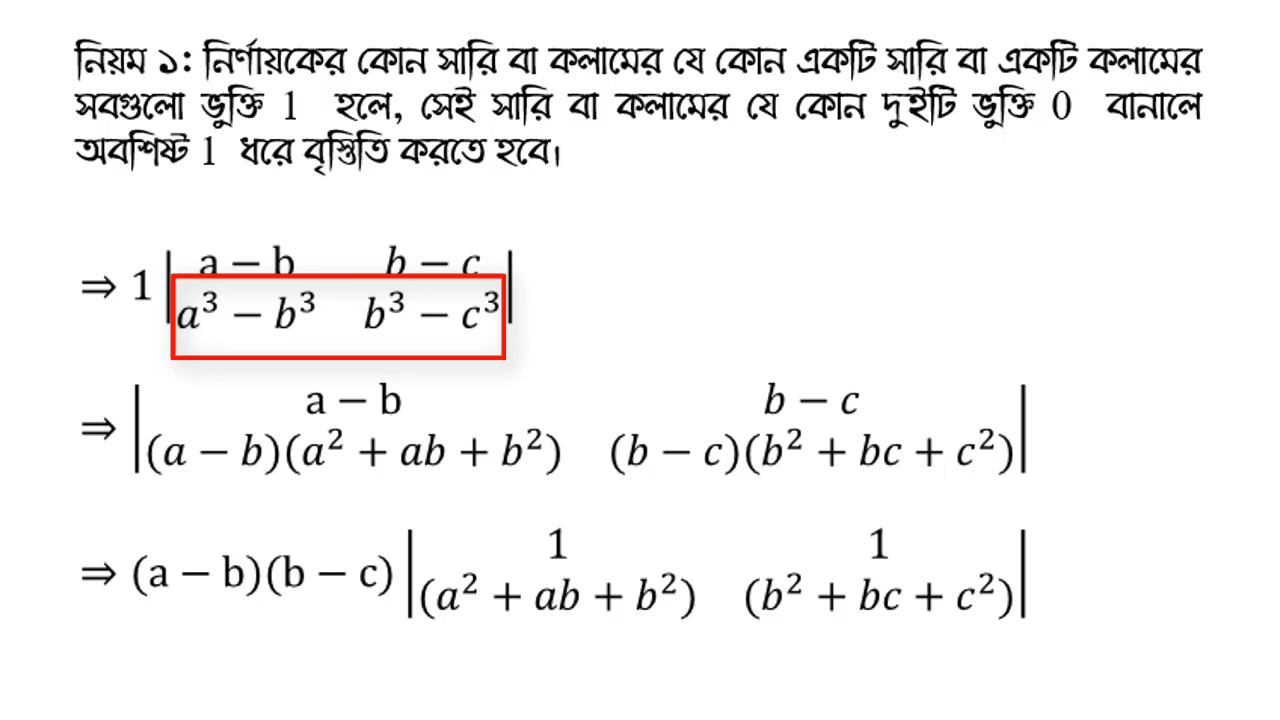 নিয়ম ১: নির্ণায়কের কোন সারি বা কলামের যে কোন একটি সারি বা একটি কলামের
সবগুলো ভুক্তি 1 হলে, সেই সারি বা কলামের যে কোন দুইটি ভুক্তি 0 বানালে
অবশিষ্ট 1 ধরে বৃস্তিতি করতে হবে।
⇒ 1 | a − b b − c
a³ − b³ b³ − c³ |
⇒ | a − b b − c
(a − b)(a² + ab + b²) (b − c)(b² + bc + c²) |
⇒ (a − b)(b − c) | 1 1
(a² + ab + b²) (b² + bc + c²) |